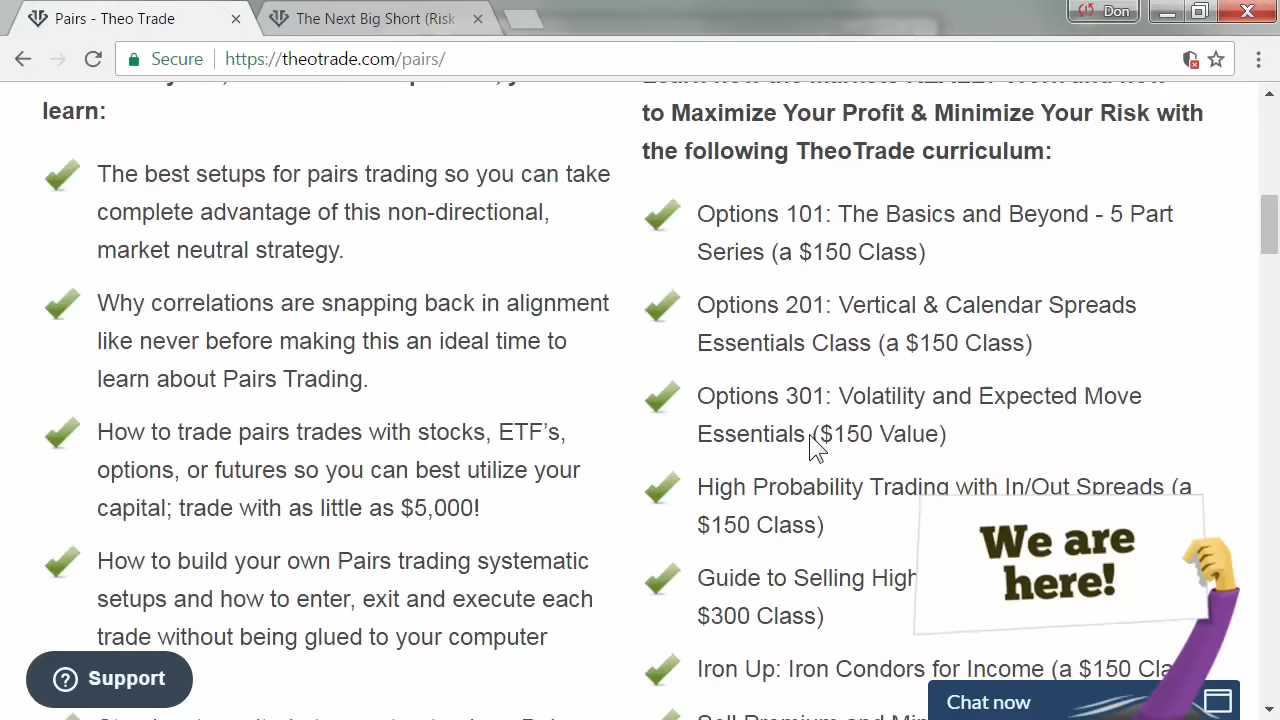 Pairs - Theo Trade
The Next Big Short (Risk
Don
Secure
https://theotrade.com/pairs/
learn:
The best setups for pairs trading so you can take
complete advantage of this non-directional,
market neutral strategy.
Why correlations are snapping back in alignment
like never before making this an ideal time to
learn about Pairs Trading.
How to trade pairs trades with stocks, ETF's,
options, or futures so you can best utilize your
capital; trade with as little as $5,000!
How to build your own Pairs trading systematic
setups and how to enter, exit and execute each
trade without being glued to your computer
to Maximize Your Profit & Minimize Your Risk with
the following TheoTrade curriculum:
Options 101: The Basics and Beyond - 5 Part
Series (a $150 Class)
Options 201: Vertical & Calendar Spreads
Essentials Class (a $150 Class)
Options 301: Volatility and Expected Move
Essentials ($150 Value)
High Probability Trading with In/Out Spreads (a
$150 Class)
Guide to Selling High
$300 Class)
Iron Up: Iron Condors for Income (a $150 Cla
We are
here!
Support
Chat now